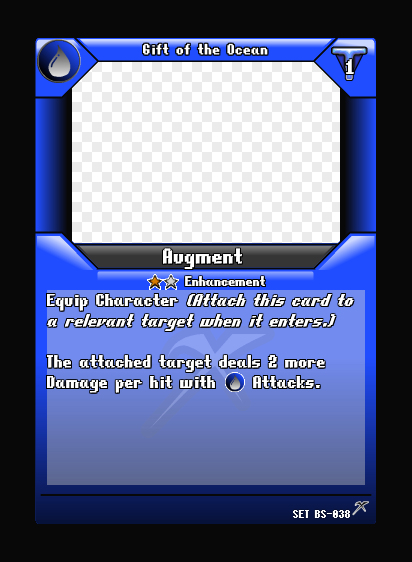 Gift of the Ocean
1
Augment
Enhancement
Equip Character (Attach this card to
a relevant target when it enters.)
The attached target deals 2 more
Damage per hit with Attacks.
SET BS-038